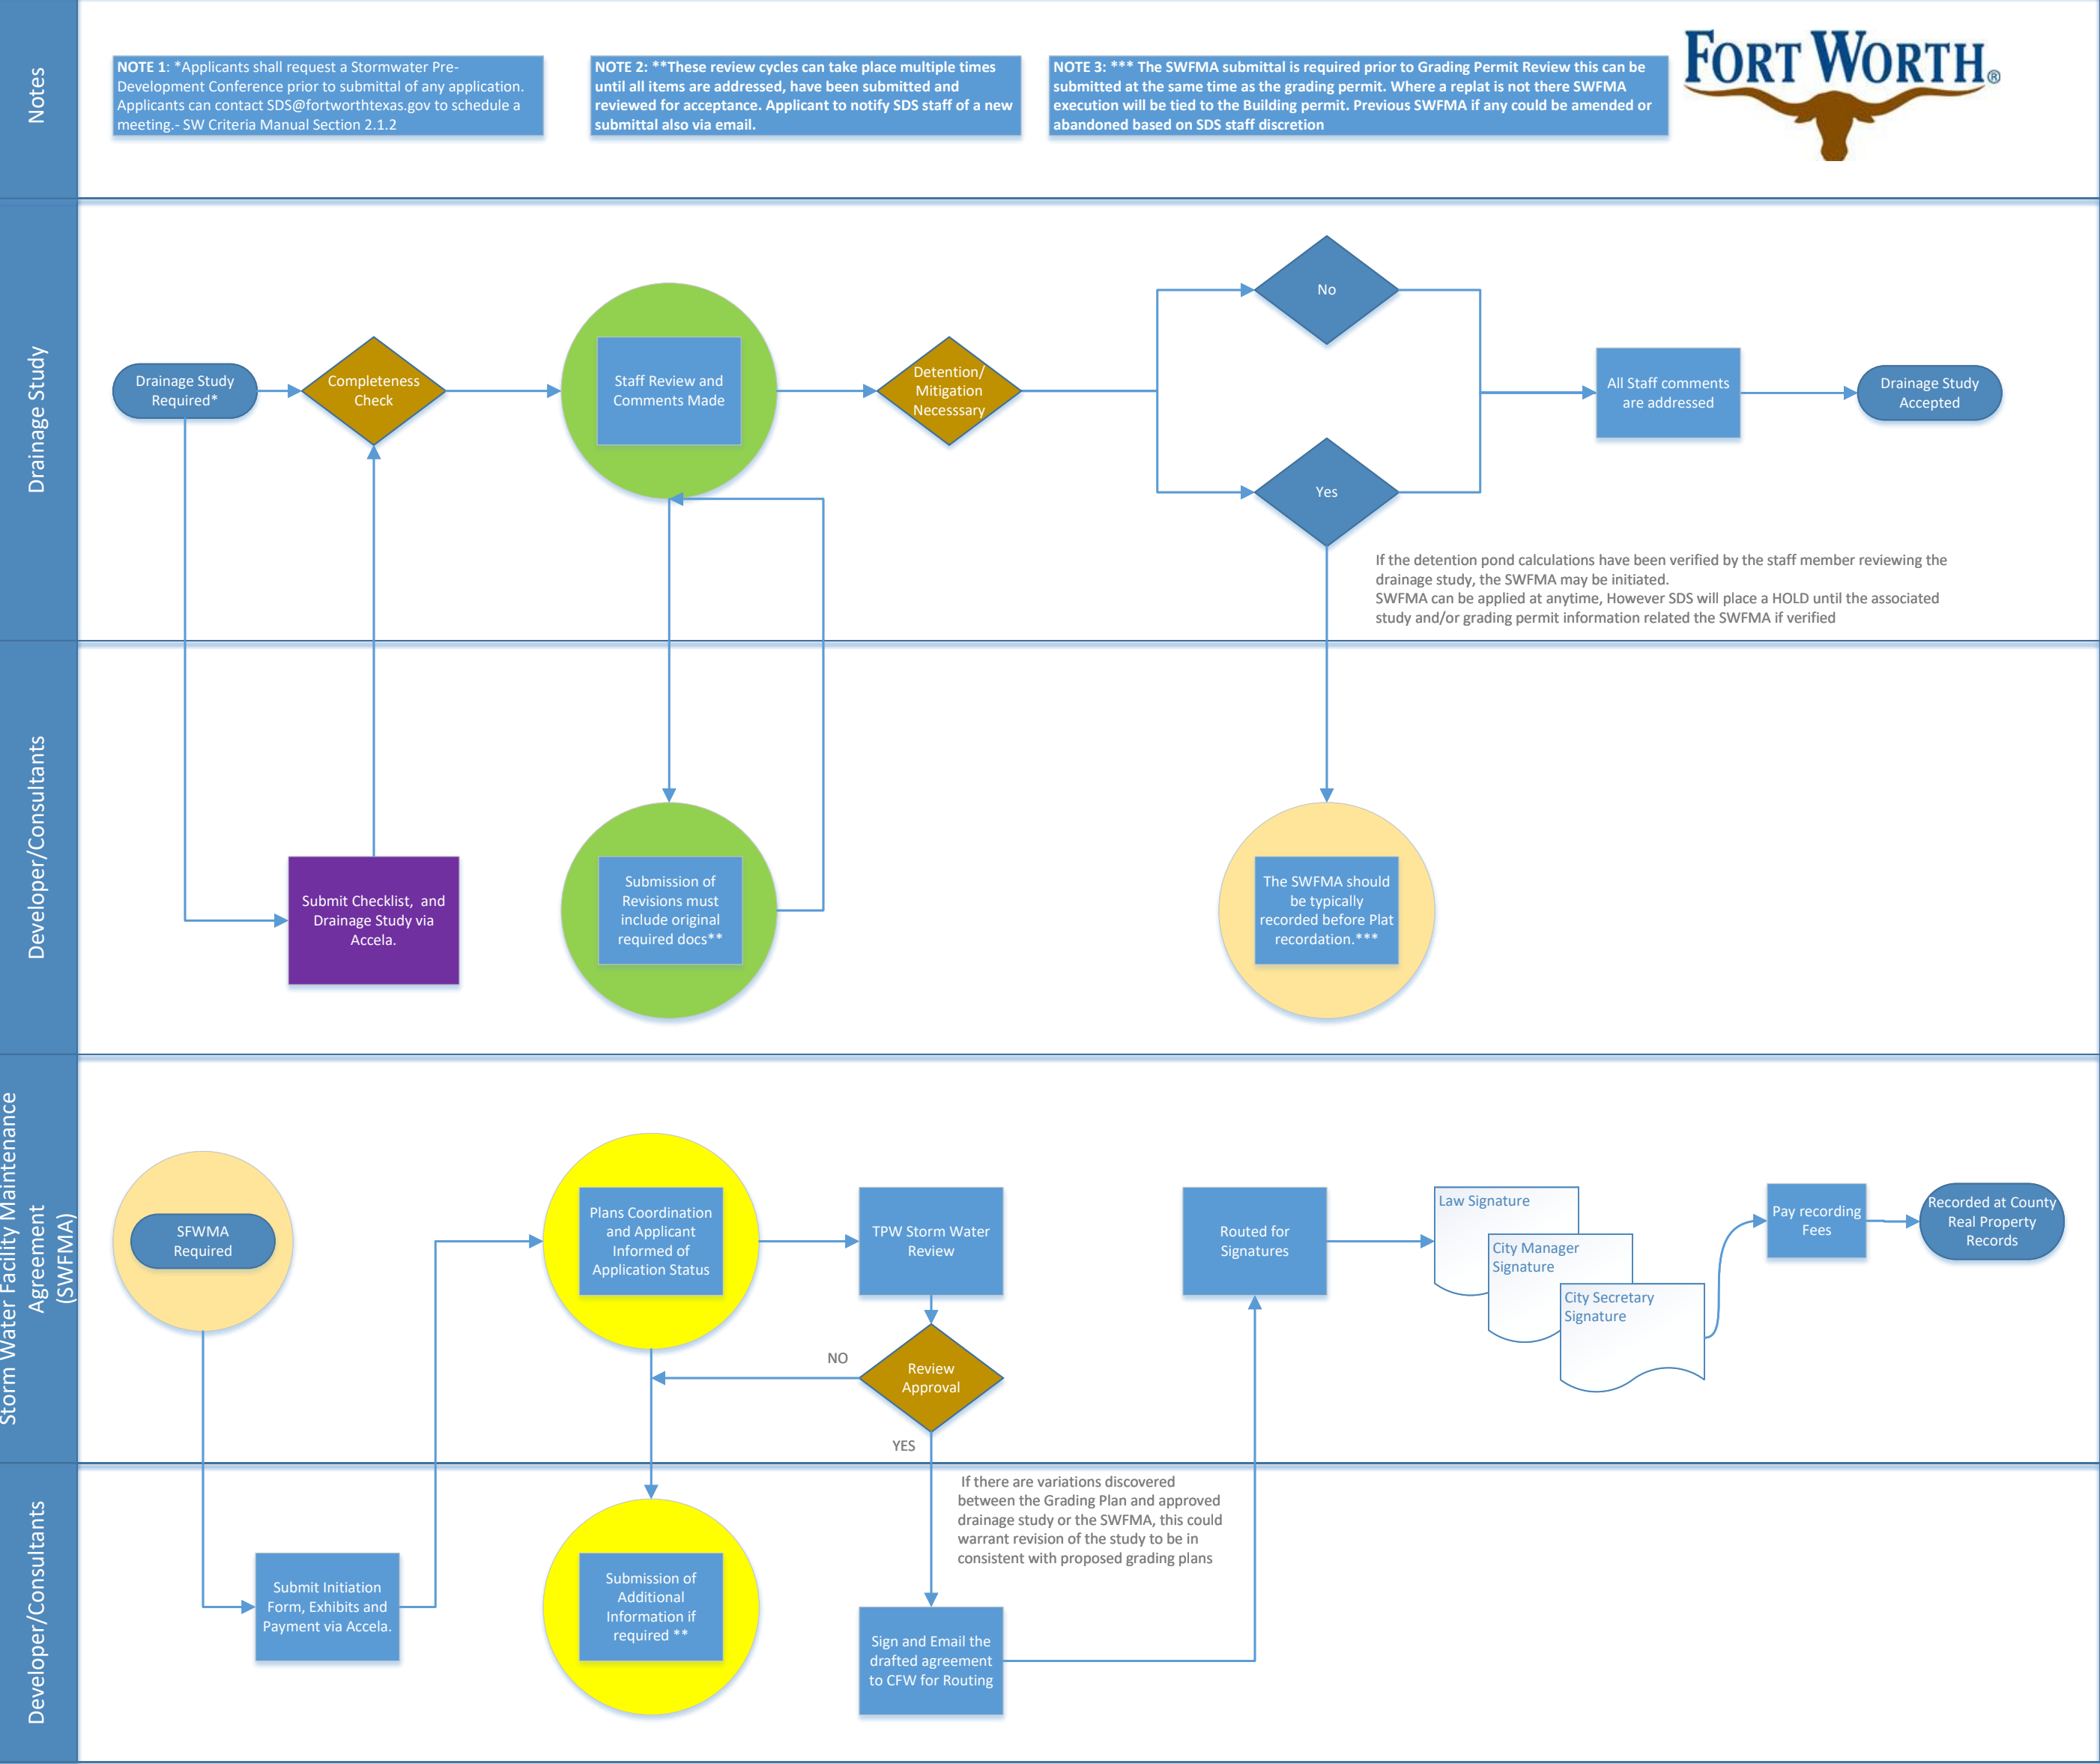 Notes
NOTE 1: *Applicants shall request a Stormwater Pre-
Development Conference prior to submittal of any application.
Applicants can contact SDS@fortworthtexas.gov to schedule a
meeting.- SW Criteria Manual Section 2.1.2
NOTE 2: **These review cycles can take place multiple times
until all items are addressed, have been submitted and
reviewed for acceptance. Applicant to notify SDS staff of a new
submittal also via email.
NOTE 3: *** The SWFMA submittal is required prior to Grading Permit Review this can be
submitted at the same time as the grading permit. Where a replat is not there SWFMA
execution will be tied to the Building permit. Previous SWFMA if any could be amended or
abandoned based on SDS staff discretion
FORT WORTH®
Drainage Study
Drainage Study
Required*
Completeness
Check
Staff Review and
Comments Made
Detention/
Mitigation
Necesssary
No
Yes
All Staff comments
are addressed
Drainage Study
Accepted
If the detention pond calculations have been verified by the staff member reviewing the
drainage study, the SWFMA may be initiated.
SWFMA can be applied at anytime, However SDS will place a HOLD until the associated
study and/or grading permit information related the SWFMA if verified
Developer/Consultants
Submit Checklist, and
Drainage Study via
Accela.
Submission of
Revisions must
include original
required docs**
The SWFMA should
be typically
recorded before Plat
recordation.***
Storm Water Facility Maintenance
Agreement
(SWFMA)
SFWMA
Required
Plans Coordination
and Applicant
Informed of
Application Status
TPW Storm Water
Review
Review
Approval
NO
YES
Routed for
Signatures
Law Signature
City Manager
Signature
City Secretary
Signature
Pay recording
Fees
Recorded at County
Real Property
Records
Developer/Consultants
Submit Initiation
Form, Exhibits and
Payment via Accela.
Submission of
Additional
Information if
required **
If there are variations discovered
between the Grading Plan and approved
drainage study or the SWFMA, this could
warrant revision of the study to be in
consistent with proposed grading plans
Sign and Email the
drafted agreement
to CFW for Routing